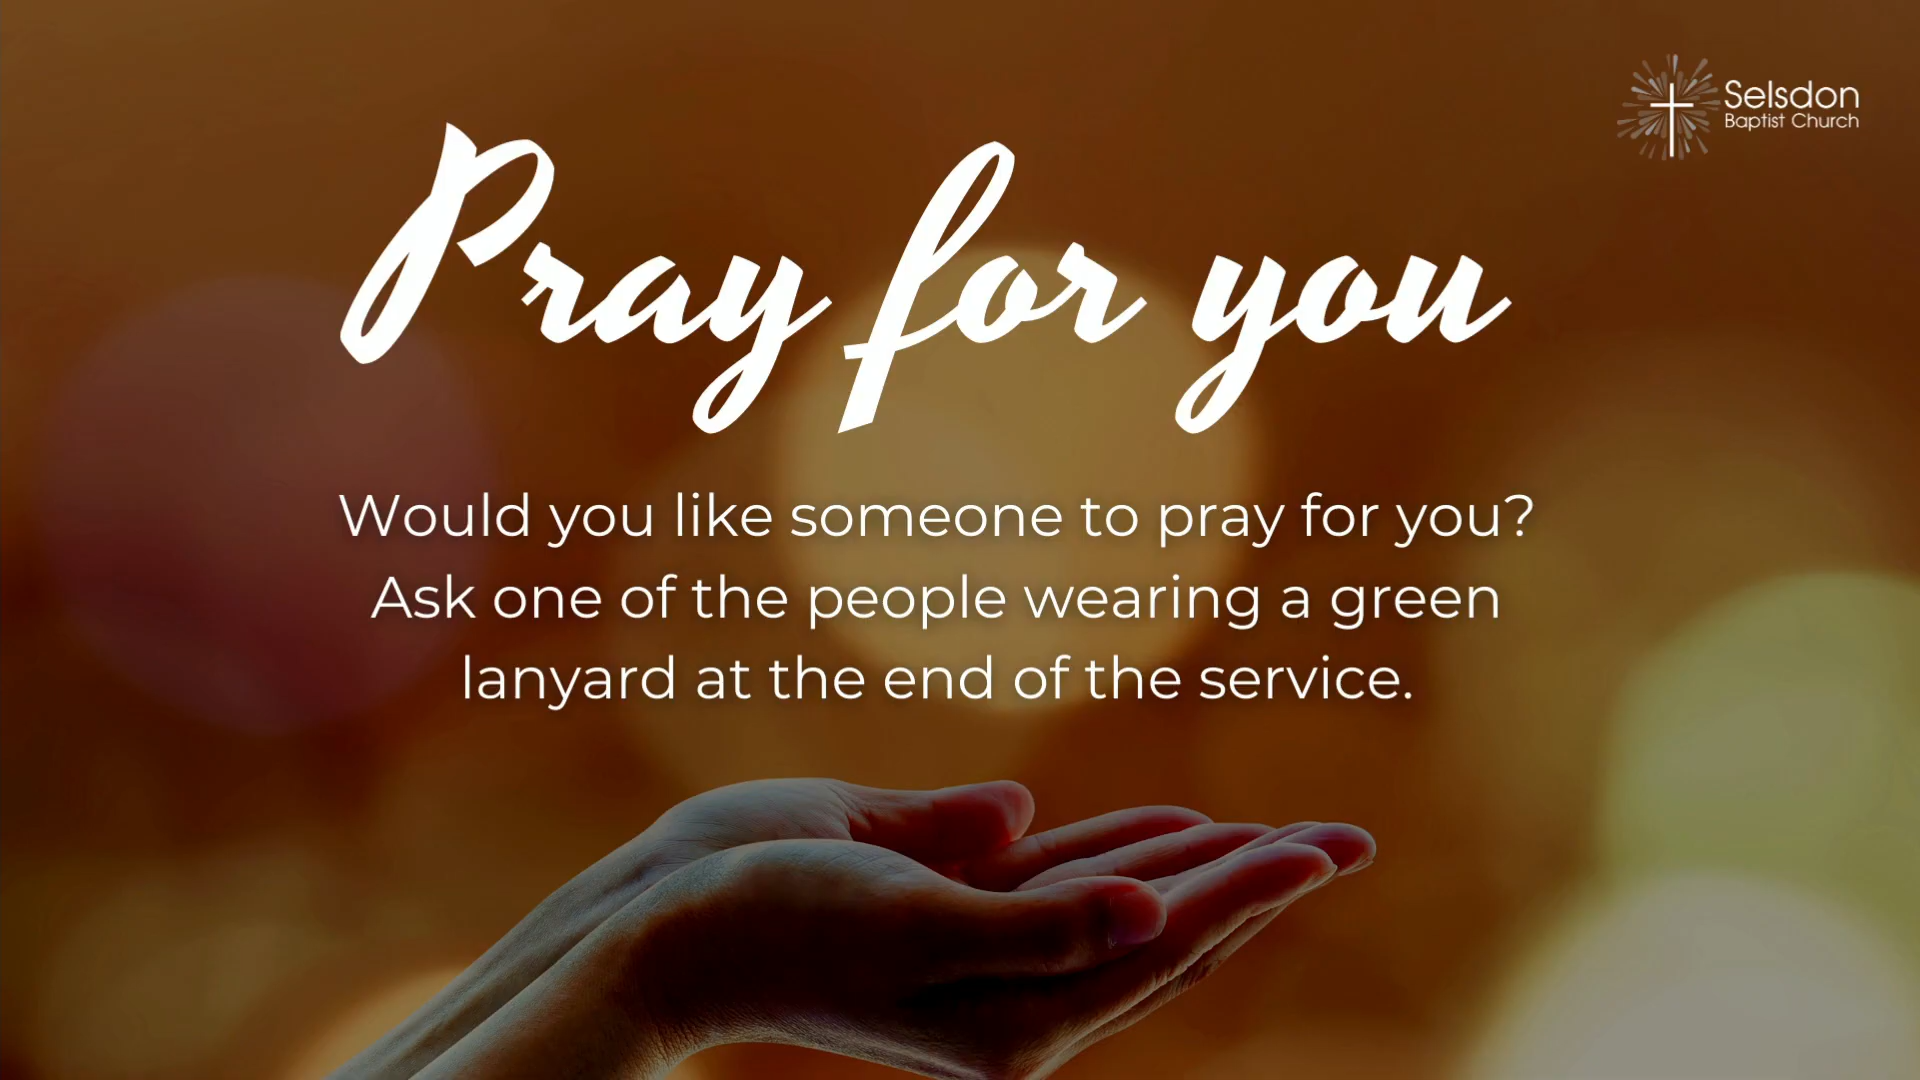 Selsdon
Baptist Church
Pray for you
Would you like someone to pray for you?
Ask one of the people wearing a green
lanyard at the end of the service.